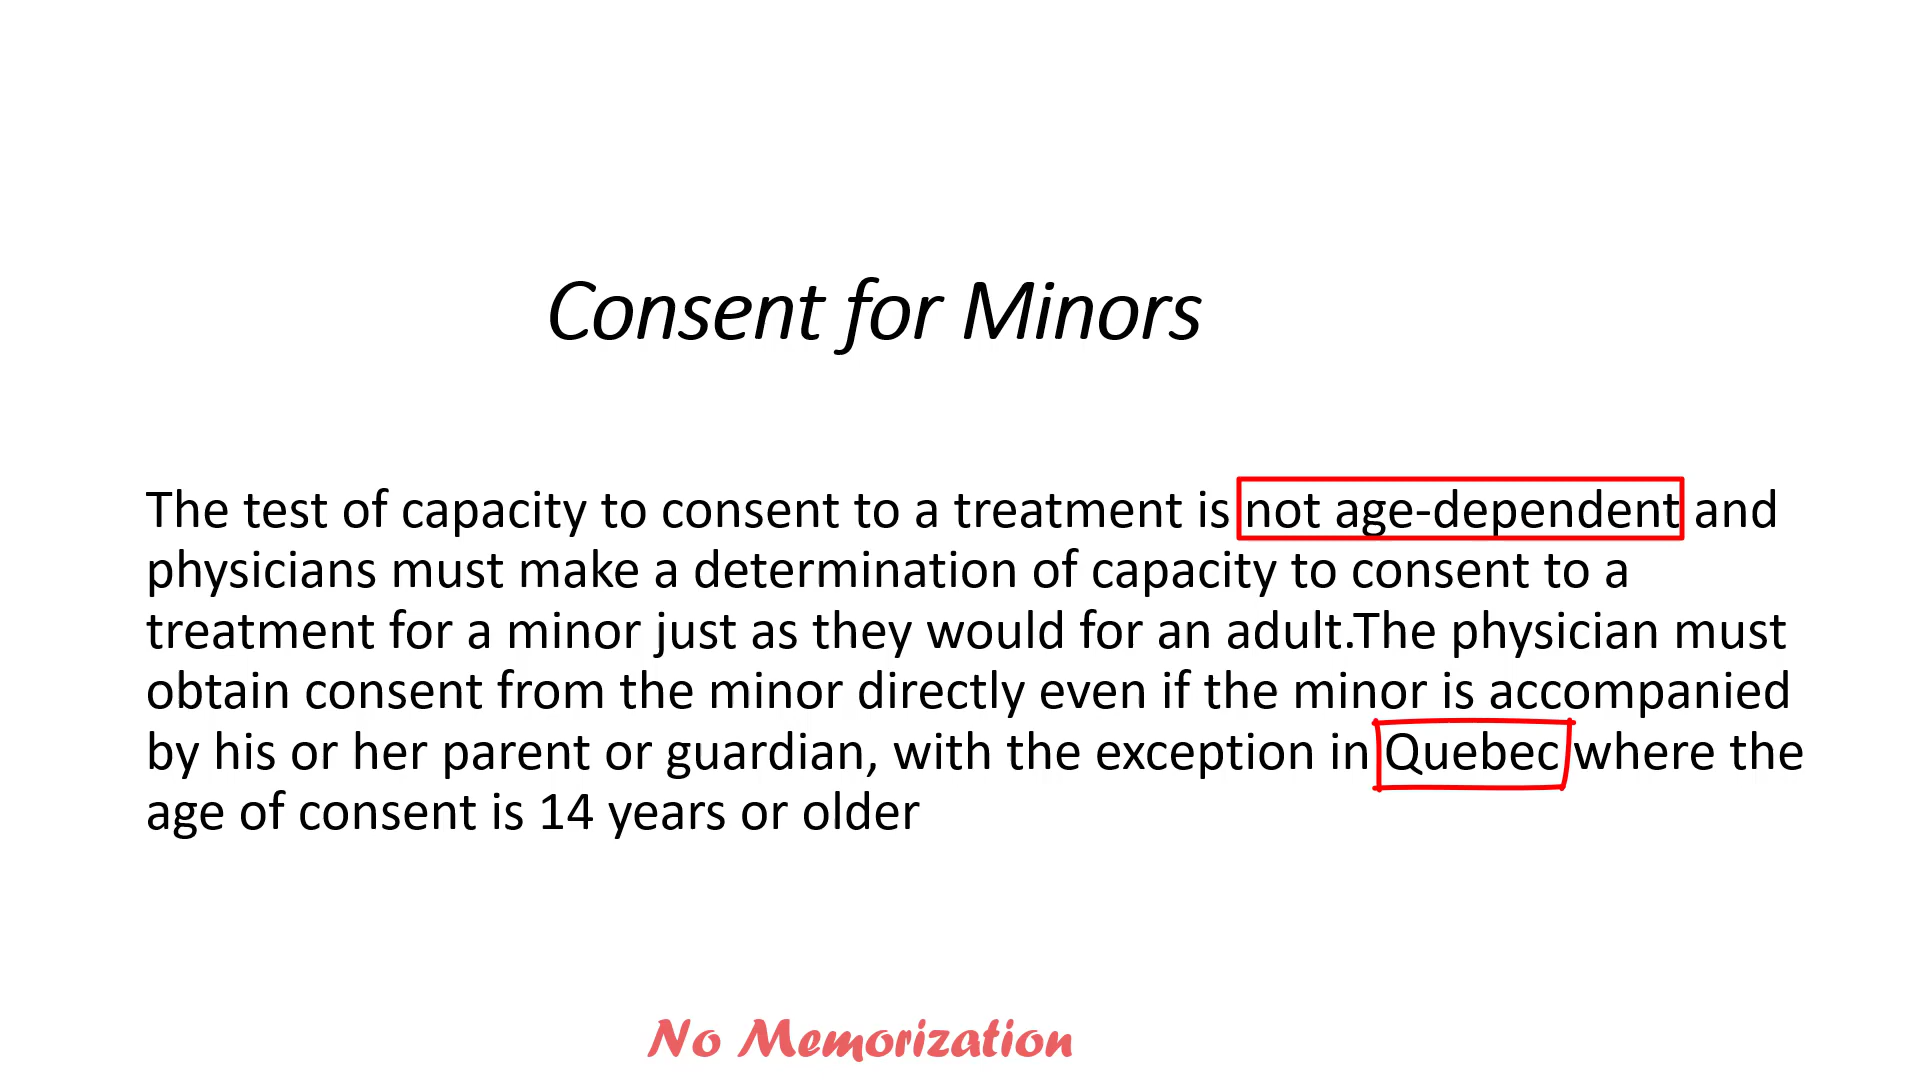 Consent for Minors
The test of capacity to consent to a treatment is not age-dependent and
physicians must make a determination of capacity to consent to a
treatment for a minor just as they would for an adult.The physician must
obtain consent from the minor directly even if the minor is accompanied
by his or her parent or guardian, with the exception in Quebec where the
age of consent is 14 years or older
No Memorization